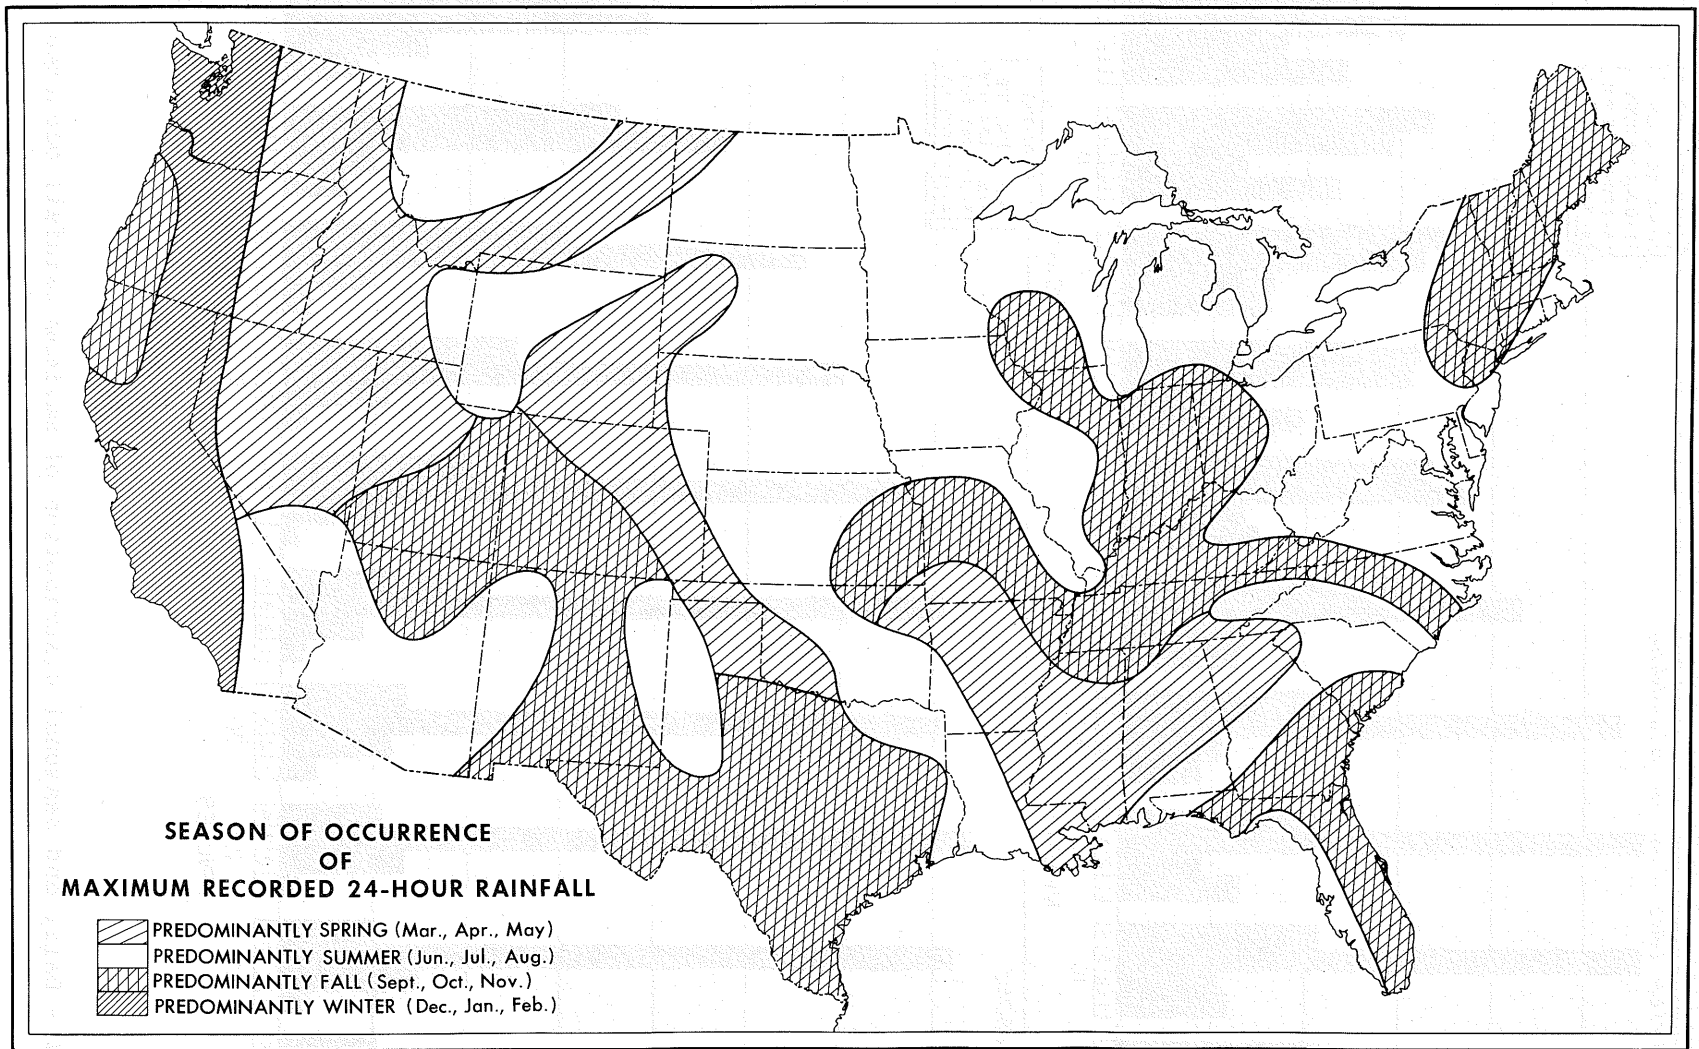 SEASON OF OCCURRENCE
OF
MAXIMUM RECORDED 24-HOUR RAINFALL
PREDOMINANTLY SPRING (Mar., Apr., May)
PREDOMINANTLY SUMMER (Jun., Jul., Aug.)
PREDOMINANTLY FALL (Sept., Oct., Nov.)
PREDOMINANTLY WINTER (Dec., Jan., Feb.)